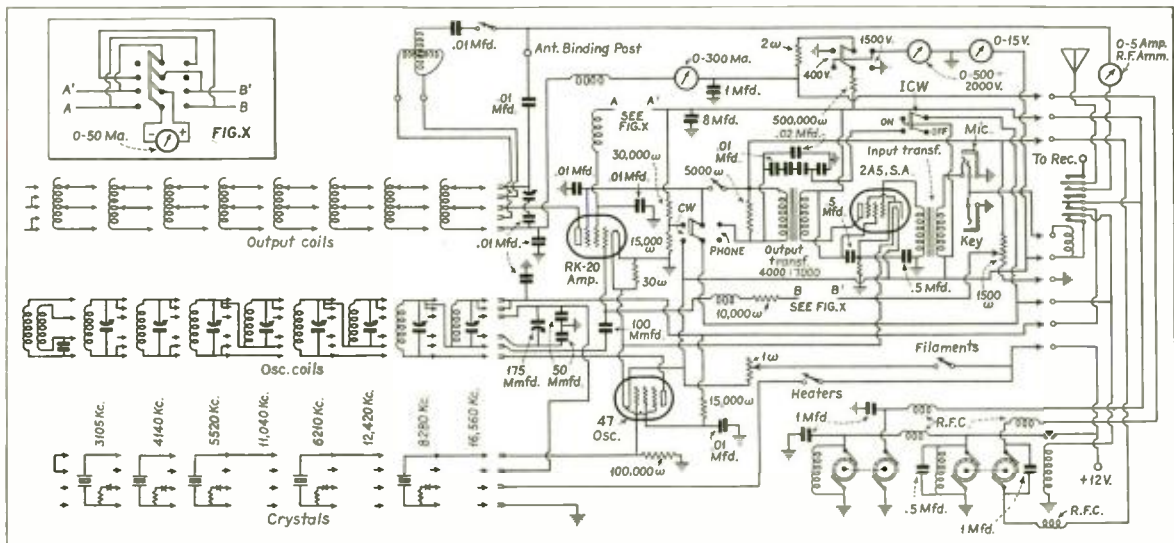 A'
A
B'
B
0-50 Ma.
- +
FIG.X
.01 Mfd.
Ant. Binding Post
0-300 Ma.
1 Mfd.
2ω
1500 V.
400 V.
0-15 V.
0-500-
2000 V.
0-5 Amp.
R.F. Amm.
ICW
ON
OFF
MIC.
To Rec.
Key
.01
Mfd.
A A'
SEE
FIG.X
8 Mfd.
500,000ω
.02 Mfd.
.01
Mfd.
Input transf.
2A5, S.A.
30,000ω
5000ω
.01 Mfd.
.01 Mfd.
CW
PHONE
.5
Mfd.
Output
transf.
4000:7000
.5 Mfd.
1500
ω
Output coils
.01 Mfd.
RK-20
Amp.
15,000
ω
30ω
B B'
SEE FIG.X
10,000ω
100
Mmfd.
175
Mmfd.
50
Mmfd.
Osc. coils
1ω
Filaments
Heaters
3105 Kc.
4140 Kc.
5520 Kc.
11,040 Kc.
6210 Kc.
12,420 Kc.
8280 Kc.
16,560 Kc.
47
Osc.
15,000
ω
.01
Mfd.
100,000ω
1 Mfd.
R.F.C.
.5 Mfd.
1 Mfd.
+12V.
R.F.C.
Crystals